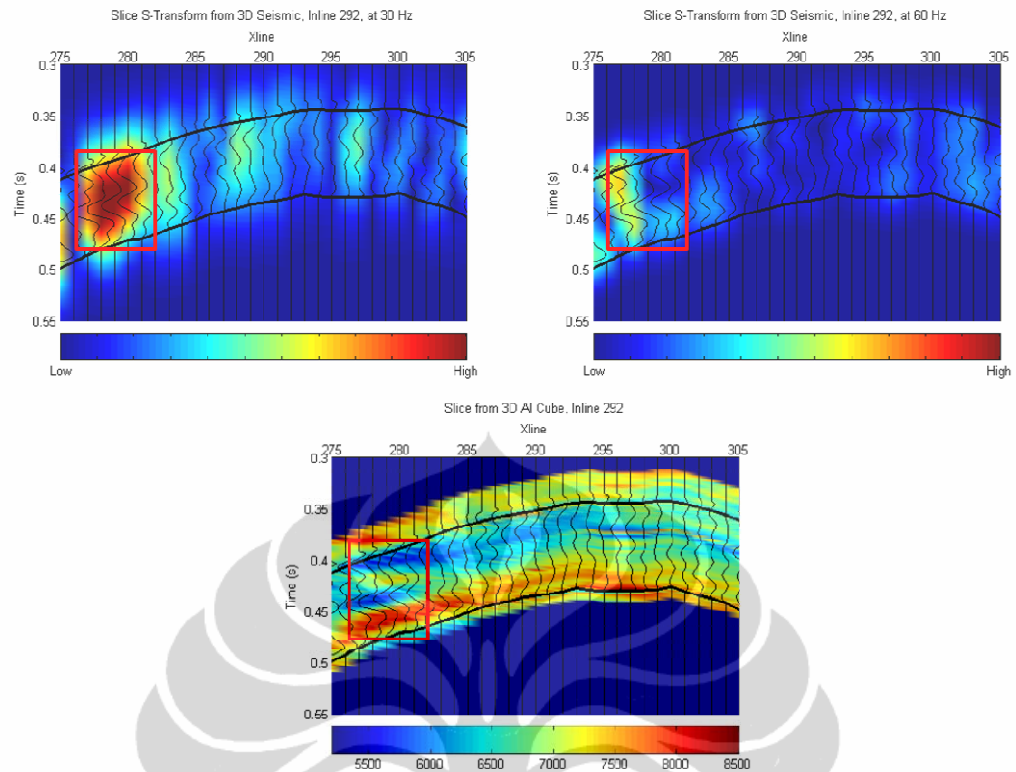 Slice S-Transform from 3D Seismic, Inline 292, at 30 Hz
Xline
275 280 285 290 295 300 305
0.3
0.35
0.4
0.45
0.5
0.55
Time (s)
Low High
Slice S-Transform from 3D Seismic, Inline 292, at 60 Hz
Xline
275 280 285 290 295 300 305
0.3
0.35
0.4
0.45
0.5
0.55
Time (s)
Low High
Slice from 3D AI Cube, Inline 292
Xline
275 280 285 290 295 300 305
0.3
0.35
0.4
0.45
0.5
0.55
Time (s)
5500 6000 6500 7000 7500 8000 8500